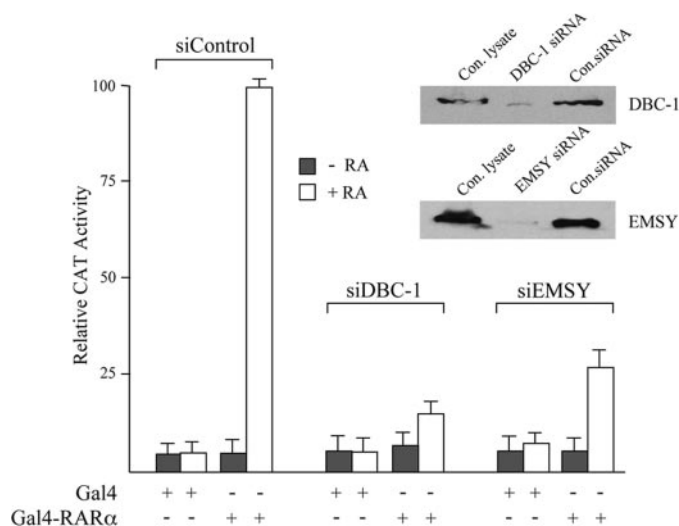 siControl
Con. lysate
DBC-1 siRNA
Con.siRNA
DBC-1
Con. lysate
EMSY siRNA
Con.siRNA
EMSY
- RA
+ RA
Relative CAT Activity
100
75
50
25
siDBC-1
siEMSY
Gal4 + + - - + + - - + + - -
Gal4-RARα - - + + - - + + - - + +